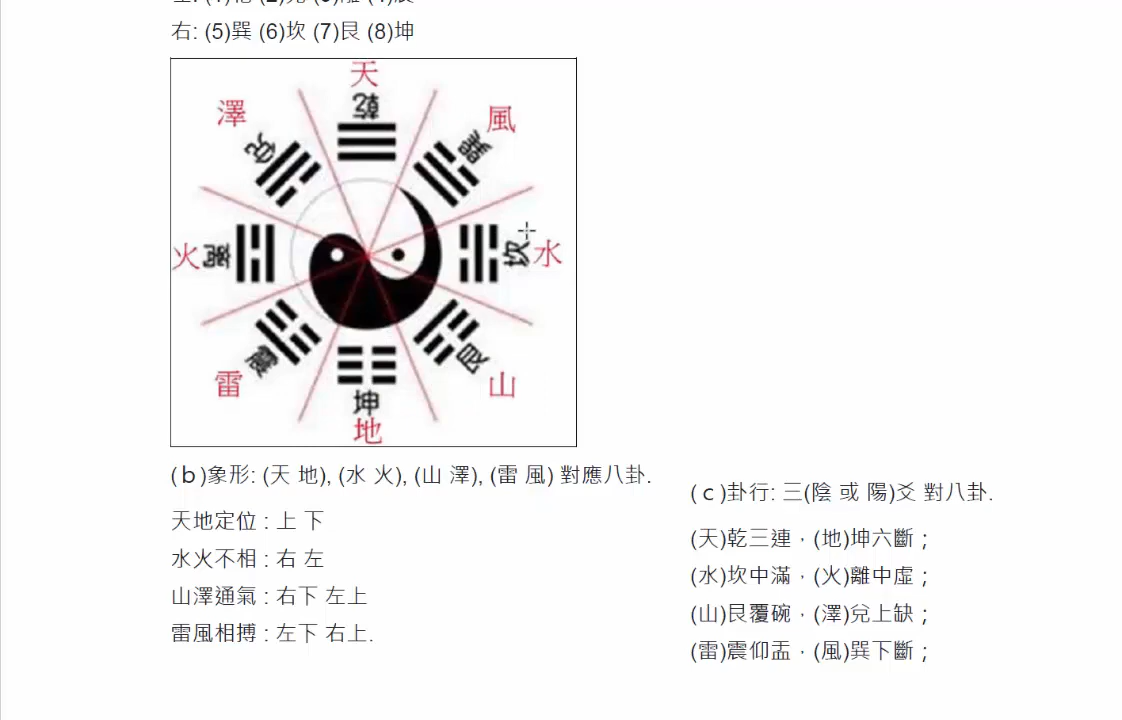 右: (5)巽 (6)坎 (7)艮 (8)坤
天
乾
澤
兌
風
巽
火
離
坎
水
雷
震
艮
山
坤
地
(ｂ)象形: (天 地), (水 火), (山 澤), (雷 風) 對應八卦.
天地定位 : 上 下
水火不相 : 右 左
山澤通氣 : 右下 左上
雷風相搏 : 左下 右上.
(ｃ)卦行: 三(陰 或 陽)爻 對八卦.
(天)乾三連，(地)坤六斷；
(水)坎中滿，(火)離中虛；
(山)艮覆碗，(澤)兌上缺；
(雷)震仰盂，(風)巽下斷；